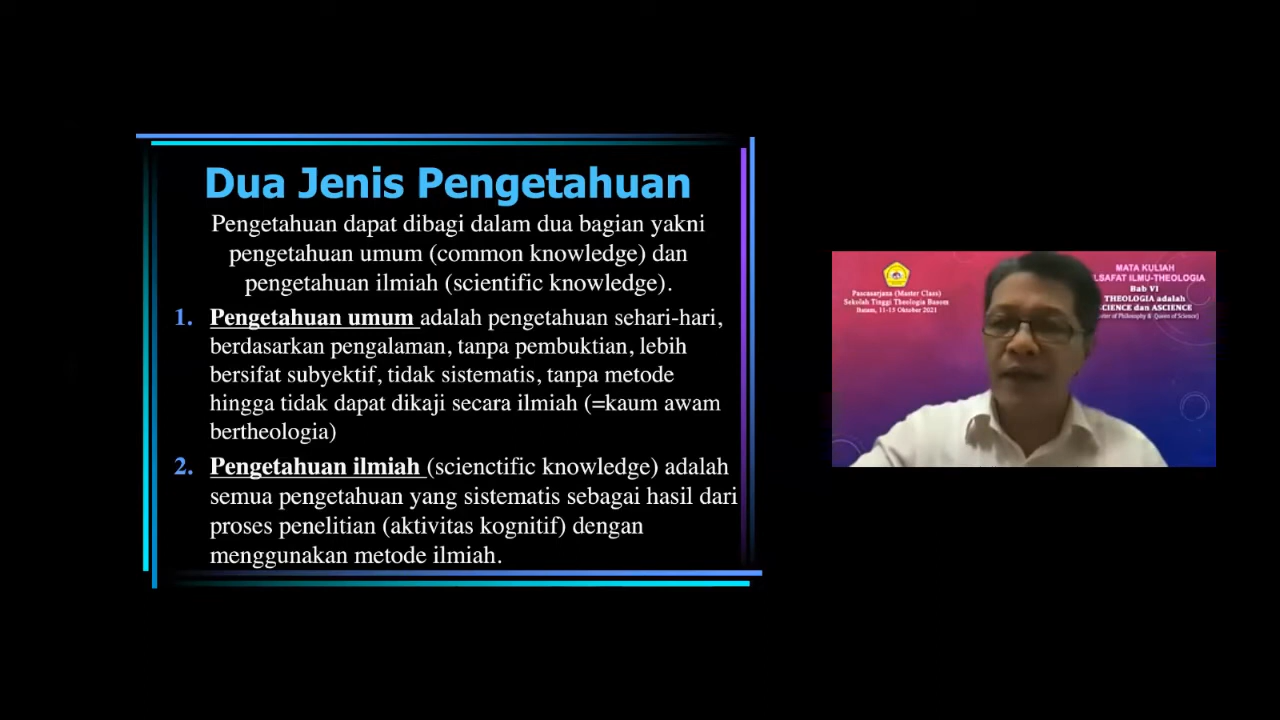 Dua Jenis Pengetahuan
Pengetahuan dapat dibagi dalam dua bagian yakni
pengetahuan umum (common knowledge) dan
pengetahuan ilmiah (scientific knowledge).
1. Pengetahuan umum adalah pengetahuan sehari-hari,
berdasarkan pengalaman, tanpa pembuktian, lebih
bersifat subyektif, tidak sistematis, tanpa metode
hingga tidak dapat dikaji secara ilmiah (=kaum awam
bertheologia)
2. Pengetahuan ilmiah (scienctific knowledge) adalah
semua pengetahuan yang sistematis sebagai hasil dari
proses penelitian (aktivitas kognitif) dengan
menggunakan metode ilmiah.
Pascasarjana (Master Class)
Sekolah Tinggi Theologia Basom
Batam, 11-15 Oktober 2021
MATA KULIAH
LSAFAT ILMU-THEOLOGIA
Bab VI
THEOLOGIA adalah
SCIENCE dan ASCIENCE
of Philosophy & Queen of Science)